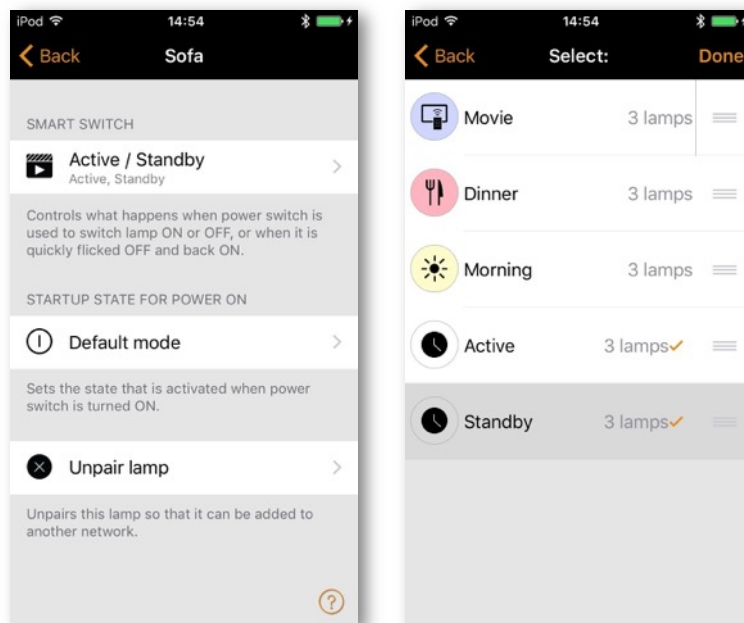 iPod 14:54
Back Sofa
SMART SWITCH
Active / Standby
Active, Standby
Controls what happens when power switch is
used to switch lamp ON or OFF, or when it is
quickly flicked OFF and back ON.
STARTUP STATE FOR POWER ON
Default mode
Sets the state that is activated when power
switch is turned ON.
Unpair lamp
Unpairs this lamp so that it can be added to
another network.
?
iPod 14:54
Back Select: Done
Movie 3 lamps
Dinner 3 lamps
Morning 3 lamps
Active 3 lamps
Standby 3 lamps